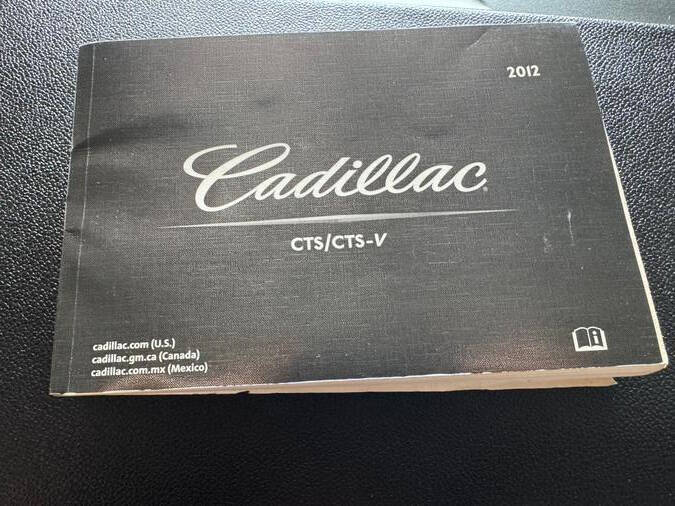 2012
Cadillac
CTS/CTS-V
cadillac.com (U.S.)
cadillac.gm.ca (Canada)
cadillac.com.mx (Mexico)